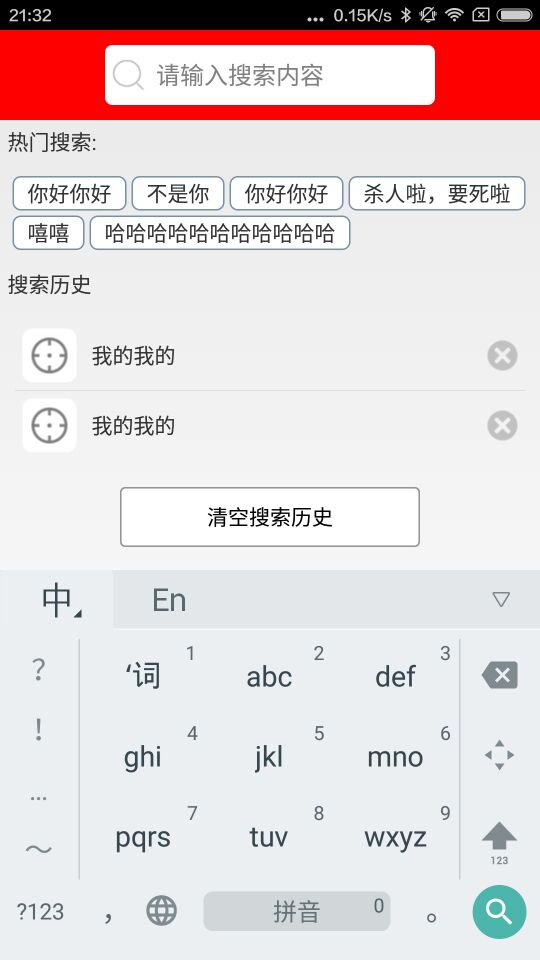 21:32 ... 0.15K/s
请输入搜索内容
热门搜索:
你好你好 不是你 你好你好 杀人啦，要死啦
嘻嘻 哈哈哈哈哈哈哈哈哈哈哈
搜索历史
我的我的
我的我的
清空搜索历史
中 En
? ‘词 1 abc 2 def 3
! ghi 4 jkl 5 mno 6
... pqrs 7 tuv 8 wxyz 9
～ 123
?123 ， 拼音 0 。